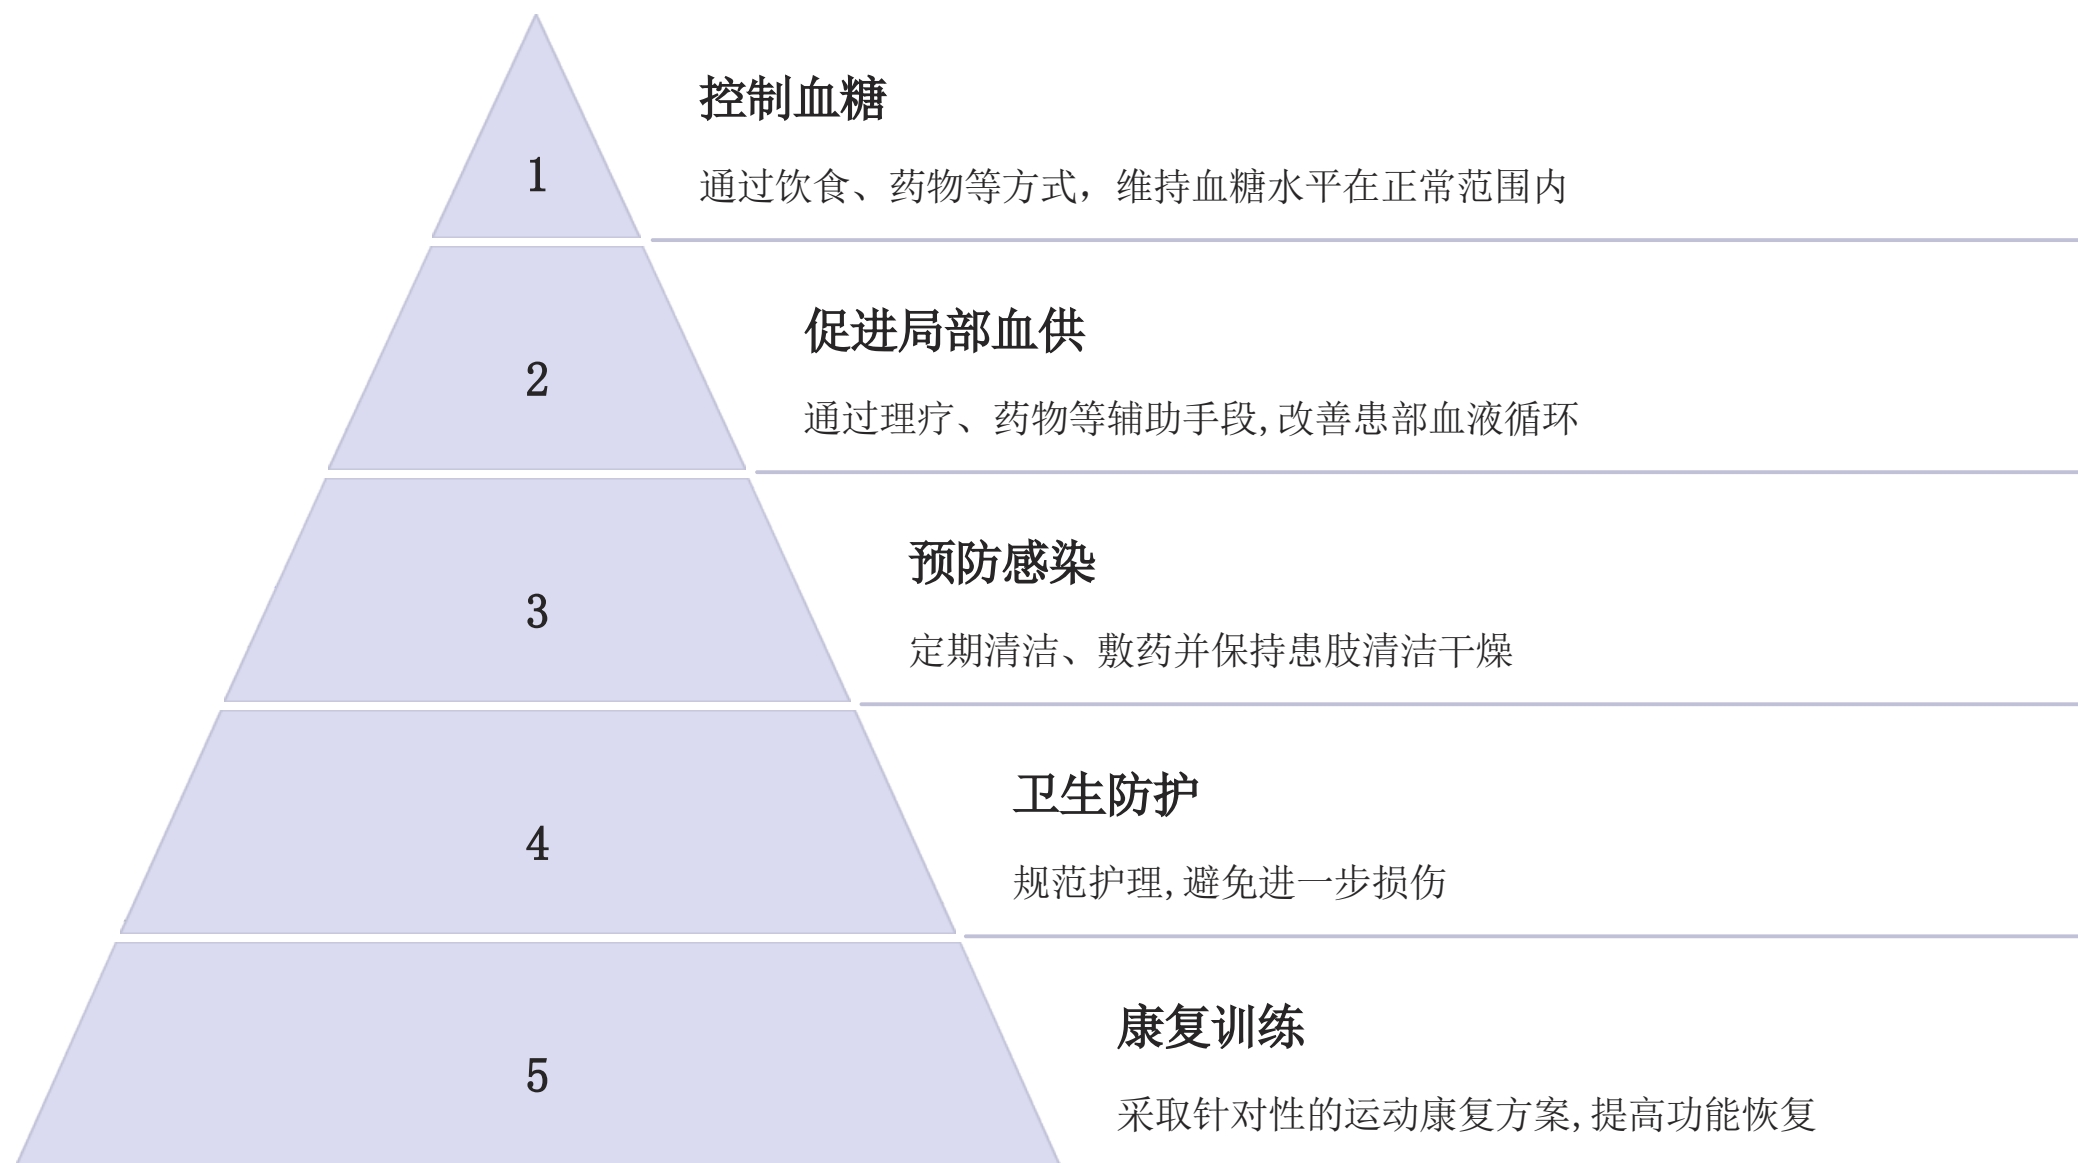 1
控制血糖
通过饮食、药物等方式，维持血糖水平在正常范围内
2
促进局部血供
通过理疗、药物等辅助手段,改善患部血液循环
3
预防感染
定期清洁、敷药并保持患肢清洁干燥
4
卫生防护
规范护理,避免进一步损伤
5
康复训练
采取针对性的运动康复方案,提高功能恢复